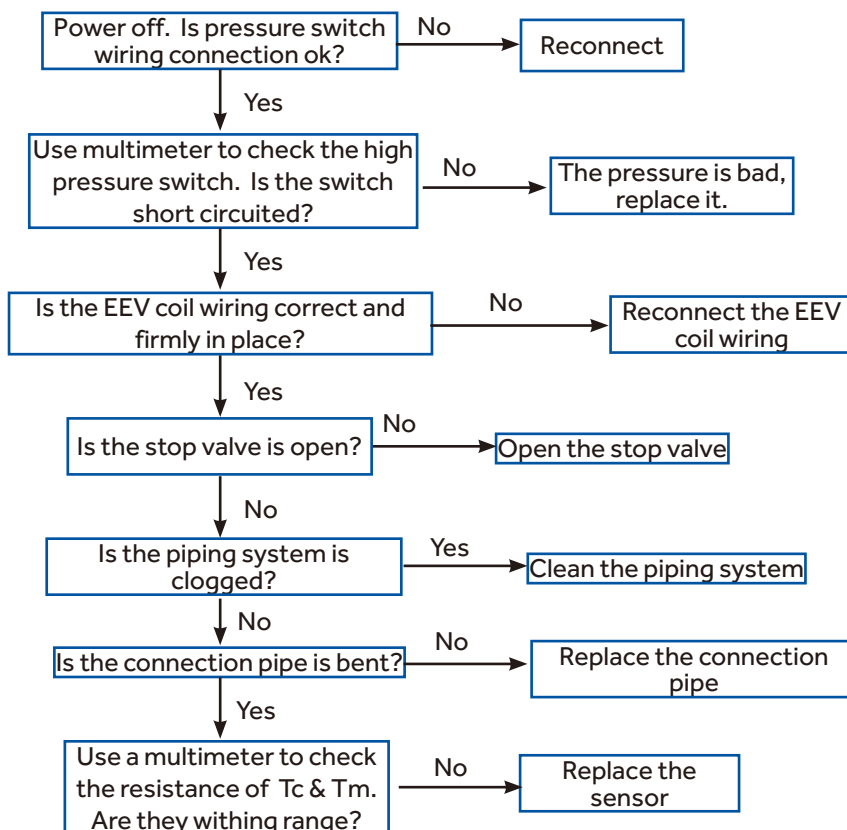 Power off. Is pressure switch
wiring connection ok?
No
Reconnect
Yes
Use multimeter to check the high
pressure switch. Is the switch
short circuited?
No
The pressure is bad,
replace it.
Yes
Is the EEV coil wiring correct and
firmly in place?
No
Reconnect the EEV
coil wiring
Yes
Is the stop valve is open?
No
Open the stop valve
No
Is the piping system is
clogged?
Yes
Clean the piping system
No
Is the connection pipe is bent?
No
Replace the connection
pipe
Yes
Use a multimeter to check
the resistance of Tc & Tm.
Are they withing range?
No
Replace the
sensor